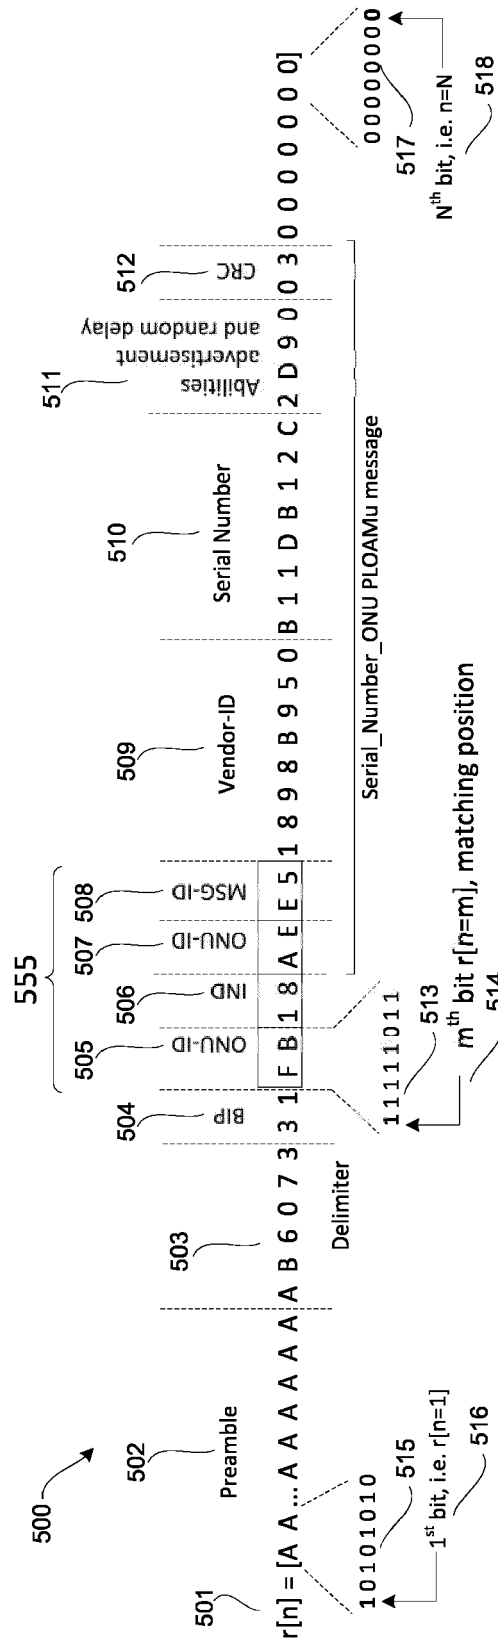 500
555
501
502
503
504
505
506
507
508
509
510
511
512
Preamble
BIP
ONU-ID
IND
ONU-ID
MSG-ID
Vendor-ID
Serial Number
Abilities
advertisement
and random delay
CRC
r[n] = [A A...A A A A A A A A B 6 0 7 3 3 1 F B 1 8 A E E 5 1 8 9 8 B 9 5 0 B 1 1 D B 1 2 C 2 D 9 0 0 3 0 0 0 0 0 0 0]
Delimiter
Serial_Number_ONU PLOAMu message
10101010
515
1st bit, i.e. r[n=1]
516
11111011
513
mth bit r[n=m], matching position
514
00000000
517
Nth bit, i.e. n=N
518